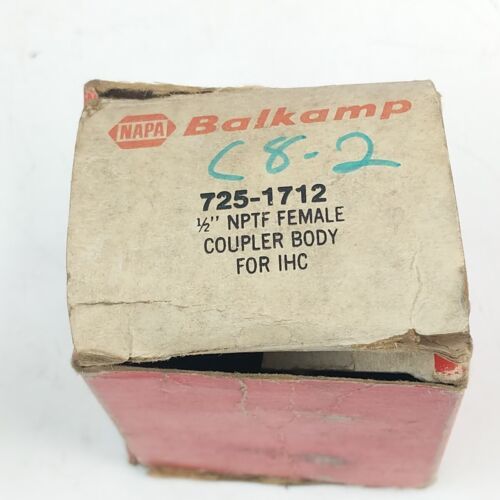 NAPA Balkamp
C8-2
725-1712
½" NPTF FEMALE
COUPLER BODY
FOR IHC